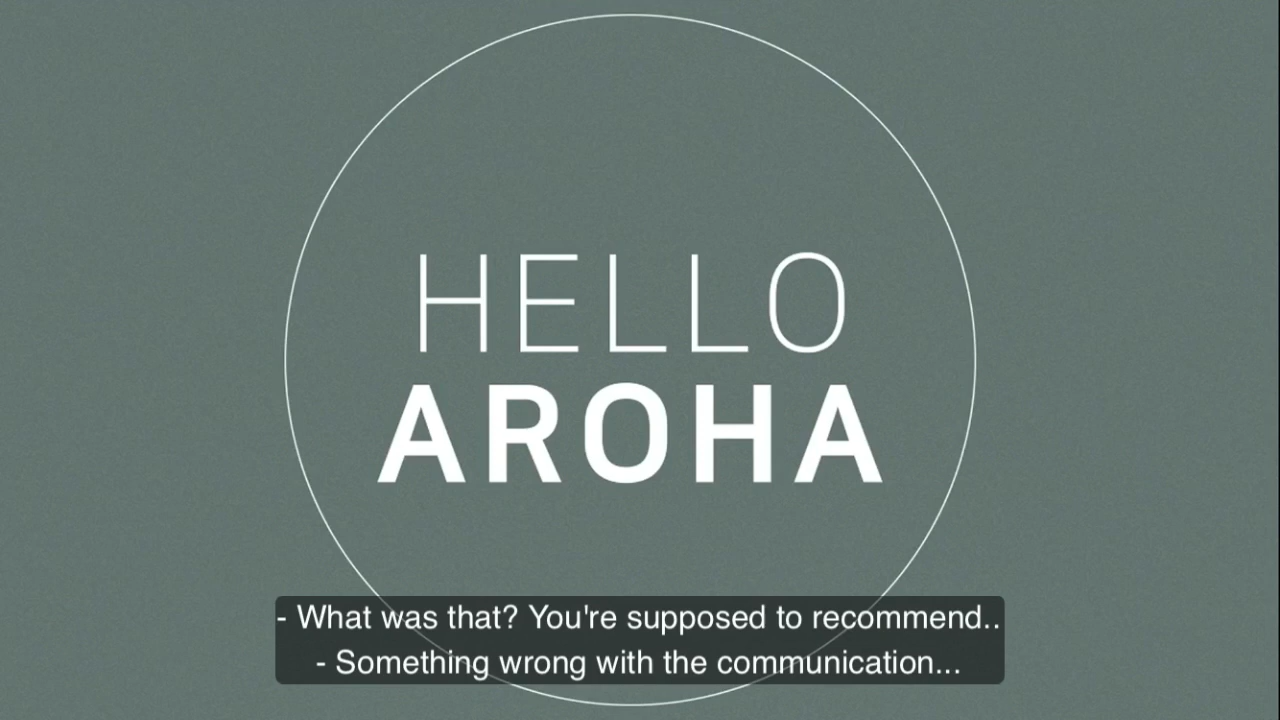 HELLO
AROHA
- What was that? You're supposed to recommend..
- Something wrong with the communication...